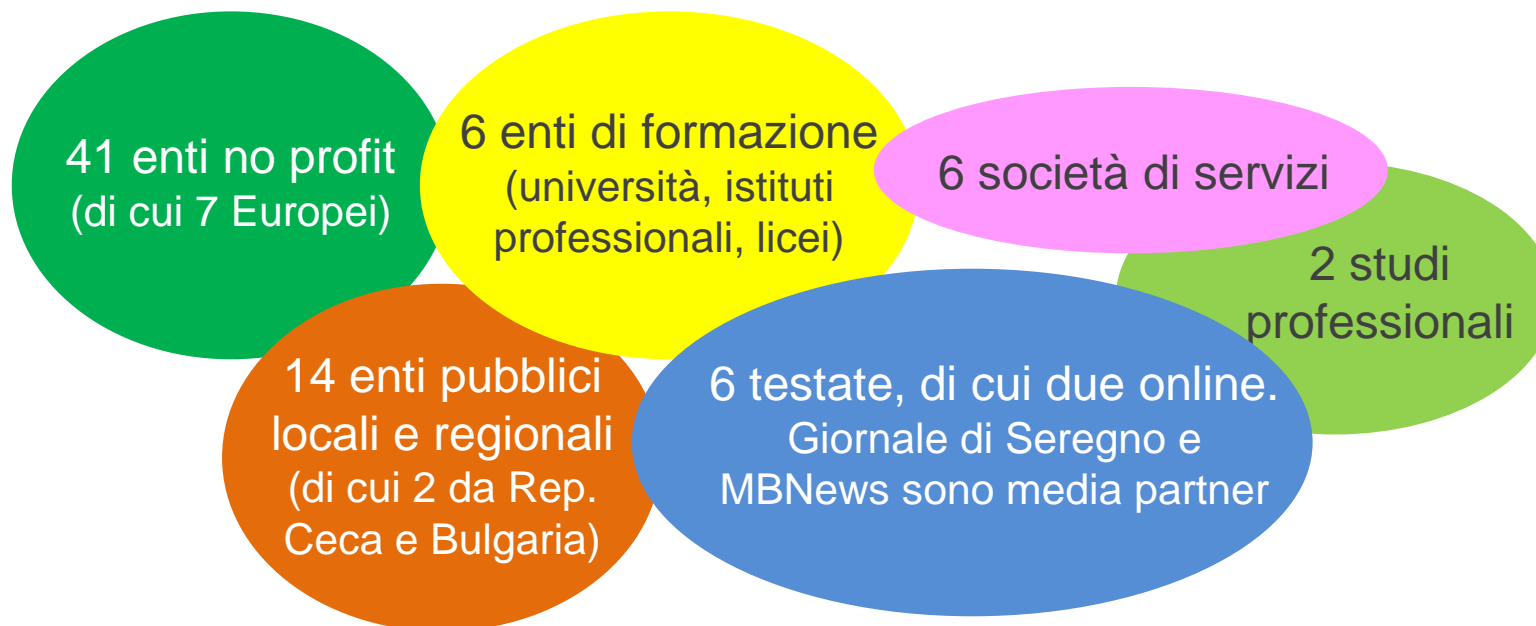 41 enti no profit
(di cui 7 Europei)
6 enti di formazione
(università, istituti
professionali, licei)
6 società di servizi
2 studi
professionali
14 enti pubblici
locali e regionali
(di cui 2 da Rep.
Ceca e Bulgaria)
6 testate, di cui due online.
Giornale di Seregno e
MBNews sono media partner